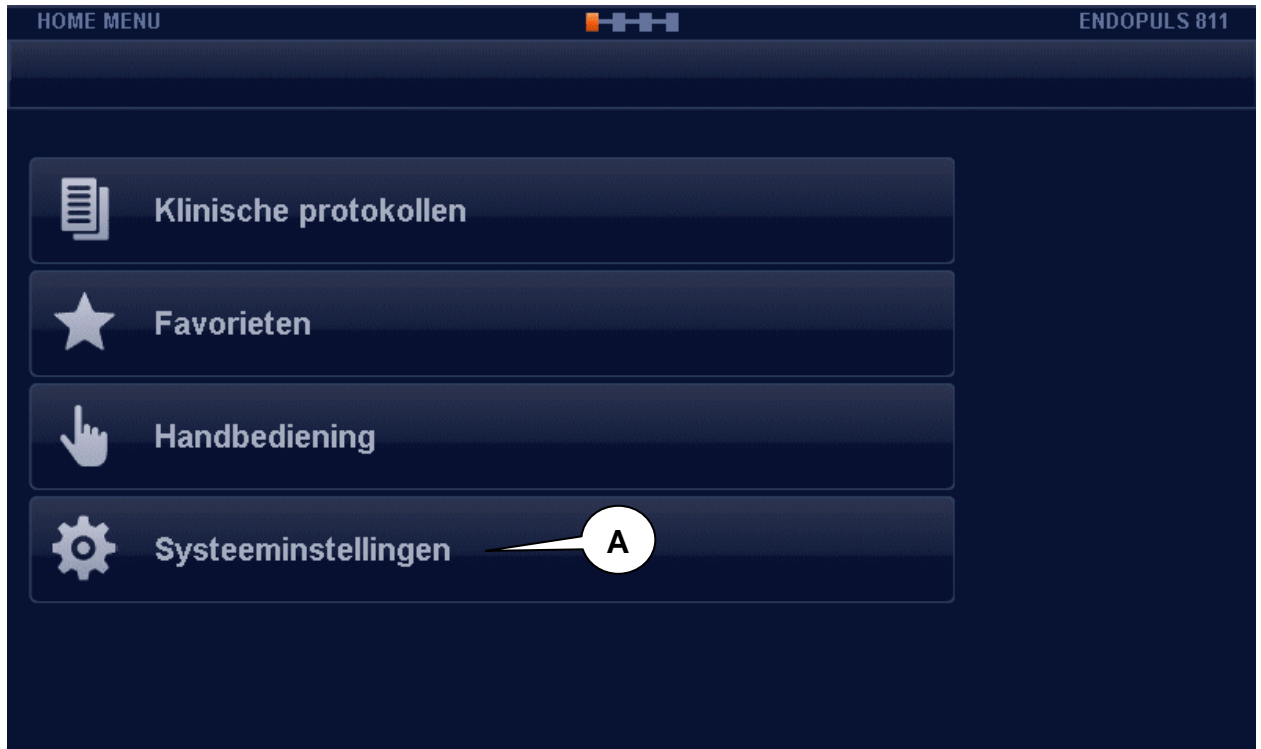 HOME MENU ENDOPULS 811
Klinische protokollen
Favorieten
Handbediening
Systeeminstellingen A